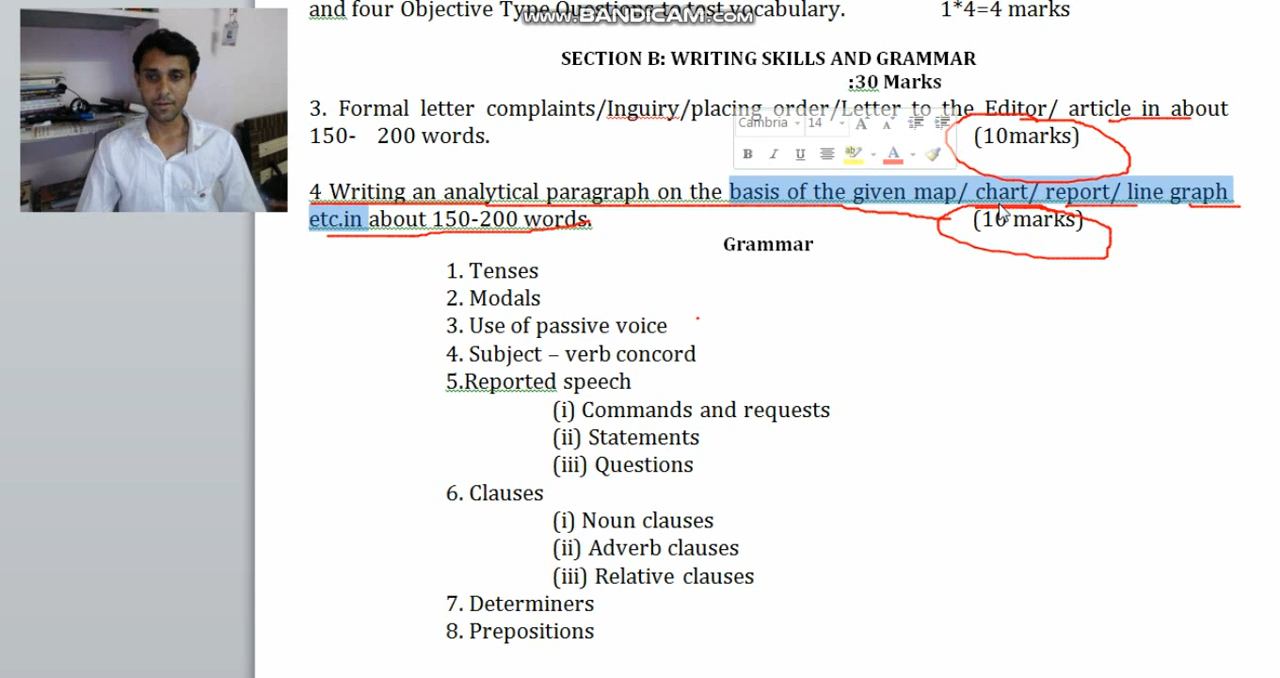 and four Objective Type Questions to test vocabulary. 1*4=4 marks
www.BANDICAM.com
SECTION B: WRITING SKILLS AND GRAMMAR
:30 Marks
3. Formal letter complaints/Inguiry/placing order/Letter to the Editor/ article in about
150- 200 words. (10marks)
Cambria 14 A A
B I U ab A
4 Writing an analytical paragraph on the basis of the given map/ chart/ report/ line graph
etc.in about 150-200 words. (10 marks)
Grammar
1. Tenses
2. Modals
3. Use of passive voice
4. Subject – verb concord
5.Reported speech
(i) Commands and requests
(ii) Statements
(iii) Questions
6. Clauses
(i) Noun clauses
(ii) Adverb clauses
(iii) Relative clauses
7. Determiners
8. Prepositions